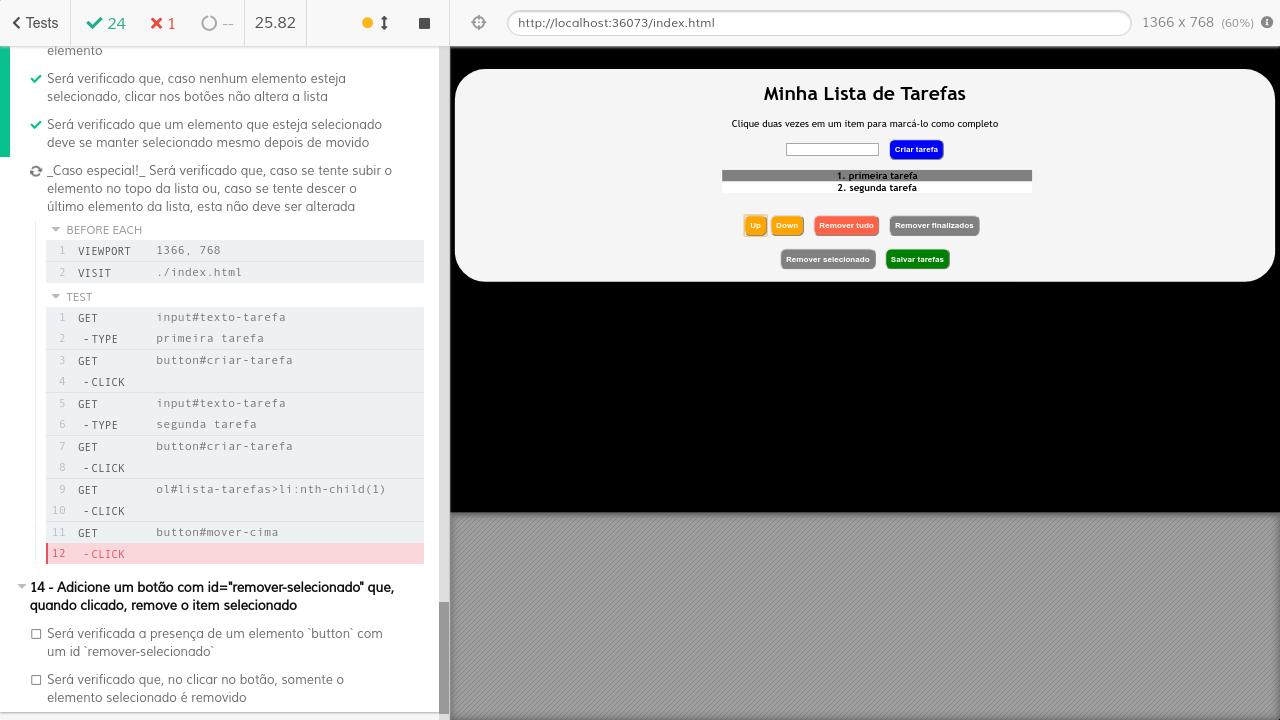 Tests
24
1
--
25.82
http://localhost:36073/index.html
1366 x 768 (60%)
elemento
Será verificado que, caso nenhum elemento esteja
selecionado, clicar nos botões não altera a lista
Será verificado que um elemento que esteja selecionado
deve se manter selecionado mesmo depois de movido
_Caso especial!_ Será verificado que, caso se tente subir o
elemento no topo da lista ou, caso se tente descer o
último elemento da lista, esta não deve ser alterada
BEFORE EACH
1 VIEWPORT 1366, 768
2 VISIT ./index.html
TEST
1 GET input#texto-tarefa
2 -TYPE primeira tarefa
3 GET button#criar-tarefa
4 -CLICK
5 GET input#texto-tarefa
6 -TYPE segunda tarefa
7 GET button#criar-tarefa
8 -CLICK
9 GET ol#lista-tarefas>li:nth-child(1)
10 -CLICK
11 GET button#mover-cima
12 -CLICK
14 - Adicione um botão com id="remover-selecionado" que,
quando clicado, remove o item selecionado
Será verificada a presença de um elemento `button` com
um id `remover-selecionado`
Será verificado que, no clicar no botão, somente o
elemento selecionado é removido
Minha Lista de Tarefas
Clique duas vezes em um item para marcá-lo como completo
Criar tarefa
1. primeira tarefa
2. segunda tarefa
Up Down Remover tudo Remover finalizados
Remover selecionado Salvar tarefas